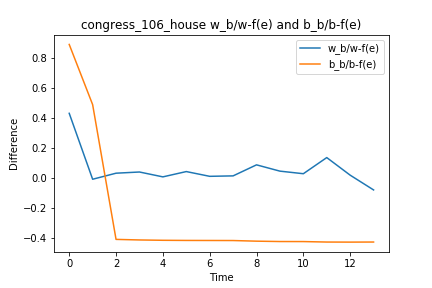 congress_106_house w_b/w-f(e) and b_b/b-f(e)
w_b/w-f(e)
b_b/b-f(e)
0.8
0.6
0.4
0.2
0.0
−0.2
−0.4
Difference
0 2 4 6 8 10 12
Time